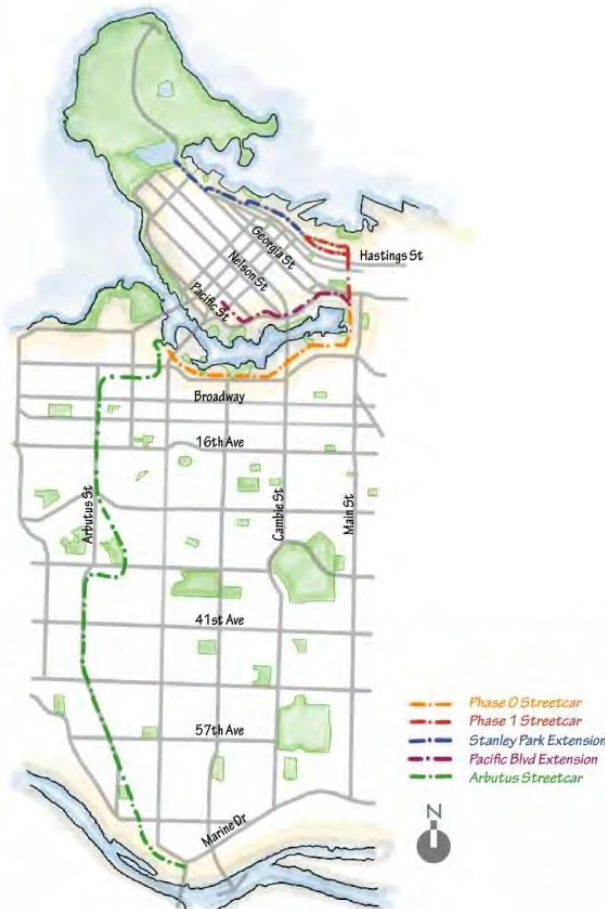 Georgia St
Hastings St
Nelson St
Pacific St
Broadway
16th Ave
Arbutus St
Cambie St
Main St
41st Ave
57th Ave
Marine Dr
Phase 0 Streetcar
Phase 1 Streetcar
Stanley Park Extension
Pacific Blvd Extension
Arbutus Streetcar
N